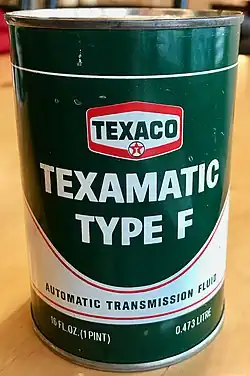 TEXACO
T
TEXAMATIC
TYPE F
AUTOMATIC TRANSMISSION FLUID
16 FL. OZ. (1 PINT) 0.473 LITRE